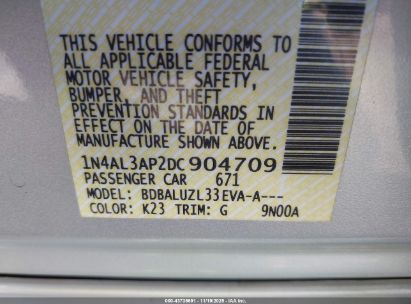 THIS VEHICLE CONFORMS TO
ALL APPLICABLE FEDERAL
MOTOR VEHICLE SAFETY,
BUMPER, AND THEFT
PREVENTION STANDARDS IN
EFFECT ON THE DATE OF
MANUFACTURE SHOWN ABOVE.
1N4AL3AP2DC904709
PASSENGER CAR 671
MODEL: BDBALUZL33EVA-A---
COLOR: K23 TRIM: G 9N00A